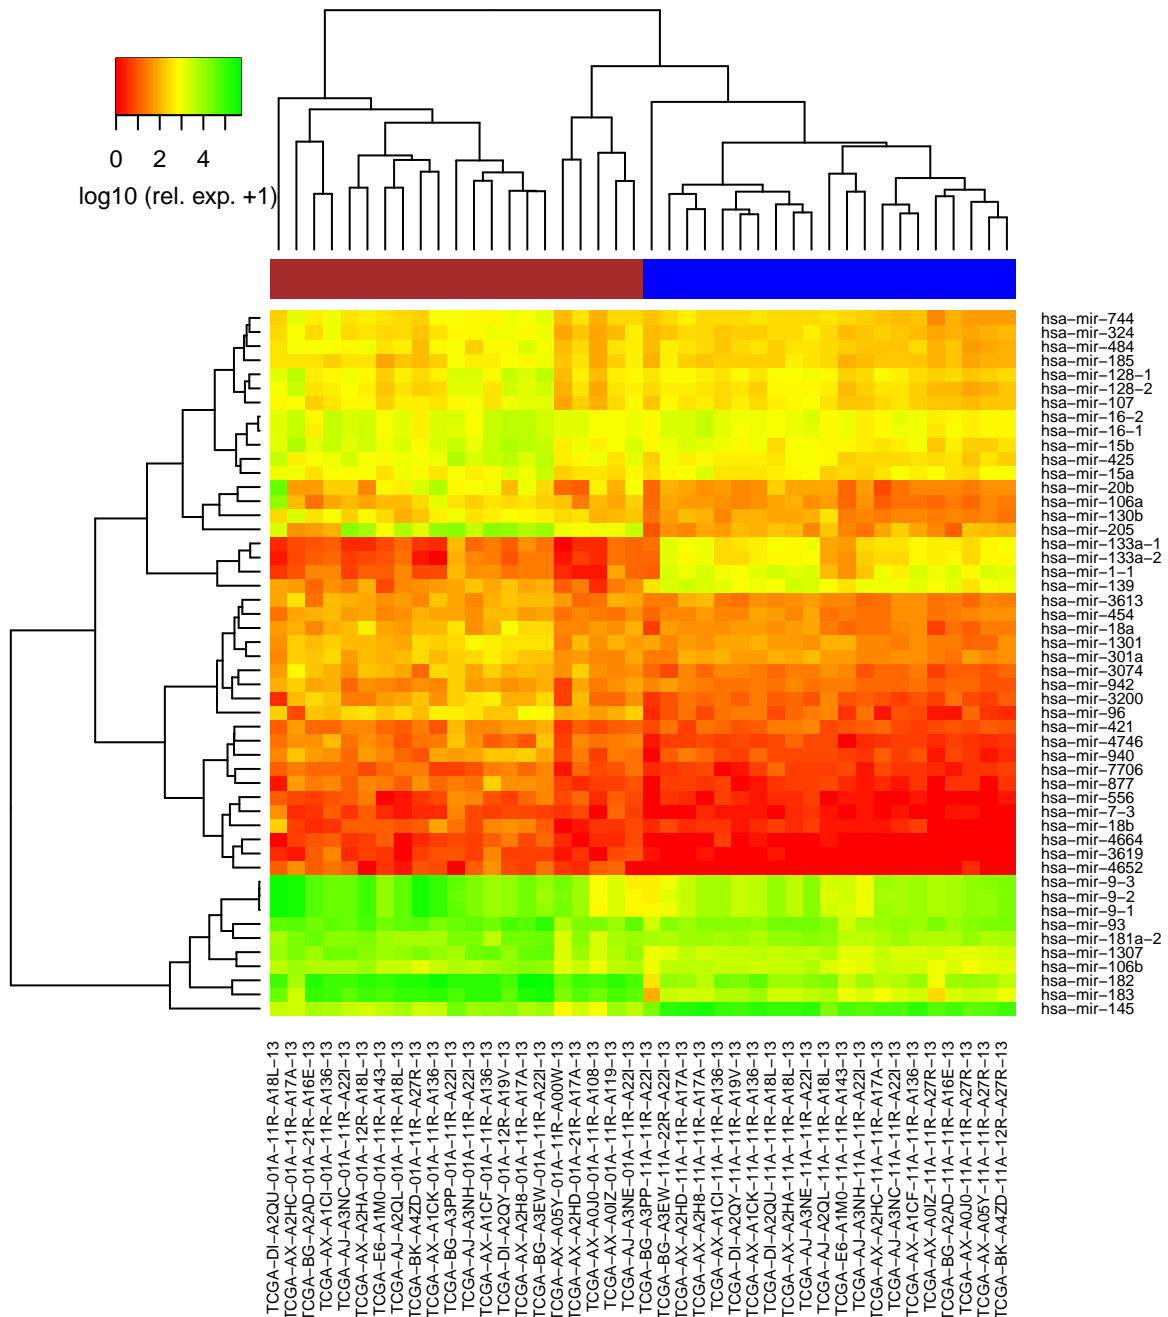 0 2 4
log10 (rel. exp. +1)
hsa−mir−744
hsa−mir−324
hsa−mir−484
hsa−mir−185
hsa−mir−128−1
hsa−mir−128−2
hsa−mir−107
hsa−mir−16−2
hsa−mir−16−1
hsa−mir−15b
hsa−mir−425
hsa−mir−15a
hsa−mir−20b
hsa−mir−106a
hsa−mir−130b
hsa−mir−205
hsa−mir−133a−1
hsa−mir−133a−2
hsa−mir−1−1
hsa−mir−139
hsa−mir−3613
hsa−mir−454
hsa−mir−18a
hsa−mir−1301
hsa−mir−301a
hsa−mir−3074
hsa−mir−942
hsa−mir−3200
hsa−mir−96
hsa−mir−421
hsa−mir−4746
hsa−mir−940
hsa−mir−7706
hsa−mir−877
hsa−mir−556
hsa−mir−7−3
hsa−mir−18b
hsa−mir−4664
hsa−mir−3619
hsa−mir−4652
hsa−mir−9−3
hsa−mir−9−2
hsa−mir−9−1
hsa−mir−93
hsa−mir−181a−2
hsa−mir−1307
hsa−mir−106b
hsa−mir−182
hsa−mir−183
hsa−mir−145
TCGA−DI−A2QU−01A−11R−A18L−13
TCGA−AX−A2HC−01A−11R−A17A−13
TCGA−BG−A2AD−01A−21R−A16E−13
TCGA−AX−A1CI−01A−11R−A136−13
TCGA−AJ−A3NC−01A−11R−A22I−13
TCGA−AX−A2HA−01A−12R−A18L−13
TCGA−E6−A1M0−01A−11R−A143−13
TCGA−AJ−A2QL−01A−11R−A18L−13
TCGA−BK−A4ZD−01A−11R−A27R−13
TCGA−AX−A1CK−01A−11R−A136−13
TCGA−BG−A3PP−01A−11R−A22I−13
TCGA−AJ−A3NH−01A−11R−A22I−13
TCGA−AX−A1CF−01A−11R−A136−13
TCGA−DI−A2QY−01A−12R−A19V−13
TCGA−AX−A2H8−01A−11R−A17A−13
TCGA−BG−A3EW−01A−11R−A22I−13
TCGA−AX−A05Y−01A−11R−A00W−13
TCGA−AX−A2HD−01A−21R−A17A−13
TCGA−AX−A0J0−01A−11R−A108−13
TCGA−AX−A0IZ−01A−11R−A119−13
TCGA−AJ−A3NE−01A−11R−A22I−13
TCGA−BG−A3PP−11A−11R−A22I−13
TCGA−BG−A3EW−11A−22R−A22I−13
TCGA−AX−A2HD−11A−11R−A17A−13
TCGA−AX−A2H8−11A−11R−A17A−13
TCGA−AX−A1CI−11A−11R−A136−13
TCGA−DI−A2QY−11A−11R−A19V−13
TCGA−AX−A1CK−11A−11R−A136−13
TCGA−DI−A2QU−11A−11R−A18L−13
TCGA−AX−A2HA−11A−11R−A18L−13
TCGA−AJ−A3NE−11A−11R−A22I−13
TCGA−AJ−A2QL−11A−11R−A18L−13
TCGA−E6−A1M0−11A−11R−A143−13
TCGA−AJ−A3NH−11A−11R−A22I−13
TCGA−AX−A2HC−11A−11R−A17A−13
TCGA−AJ−A3NC−11A−11R−A22I−13
TCGA−AX−A1CF−11A−11R−A136−13
TCGA−AX−A0IZ−11A−11R−A27R−13
TCGA−BG−A2AD−11A−11R−A16E−13
TCGA−AX−A0J0−11A−11R−A27R−13
TCGA−AX−A05Y−11A−11R−A27R−13
TCGA−BK−A4ZD−11A−12R−A27R−13